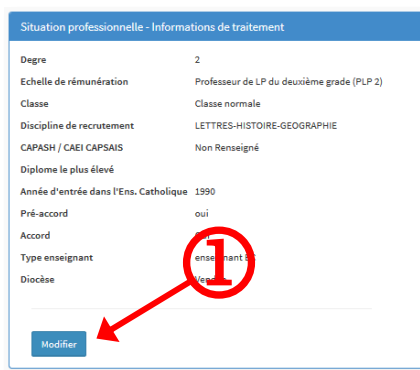 Situation professionnelle - Informations de traitement
Degre 2
Echelle de rémunération Professeur de LP du deuxième grade (PLP 2)
Classe Classe normale
Discipline de recrutement LETTRES-HISTOIRE-GEOGRAPHIE
CAPASH / CAEI CAPSAIS Non Renseigné
Diplome le plus élevé
Année d'entrée dans l'Ens. Catholique 1990
Pré-accord oui
Accord
Type enseignant
Diocèse
①
Modifier